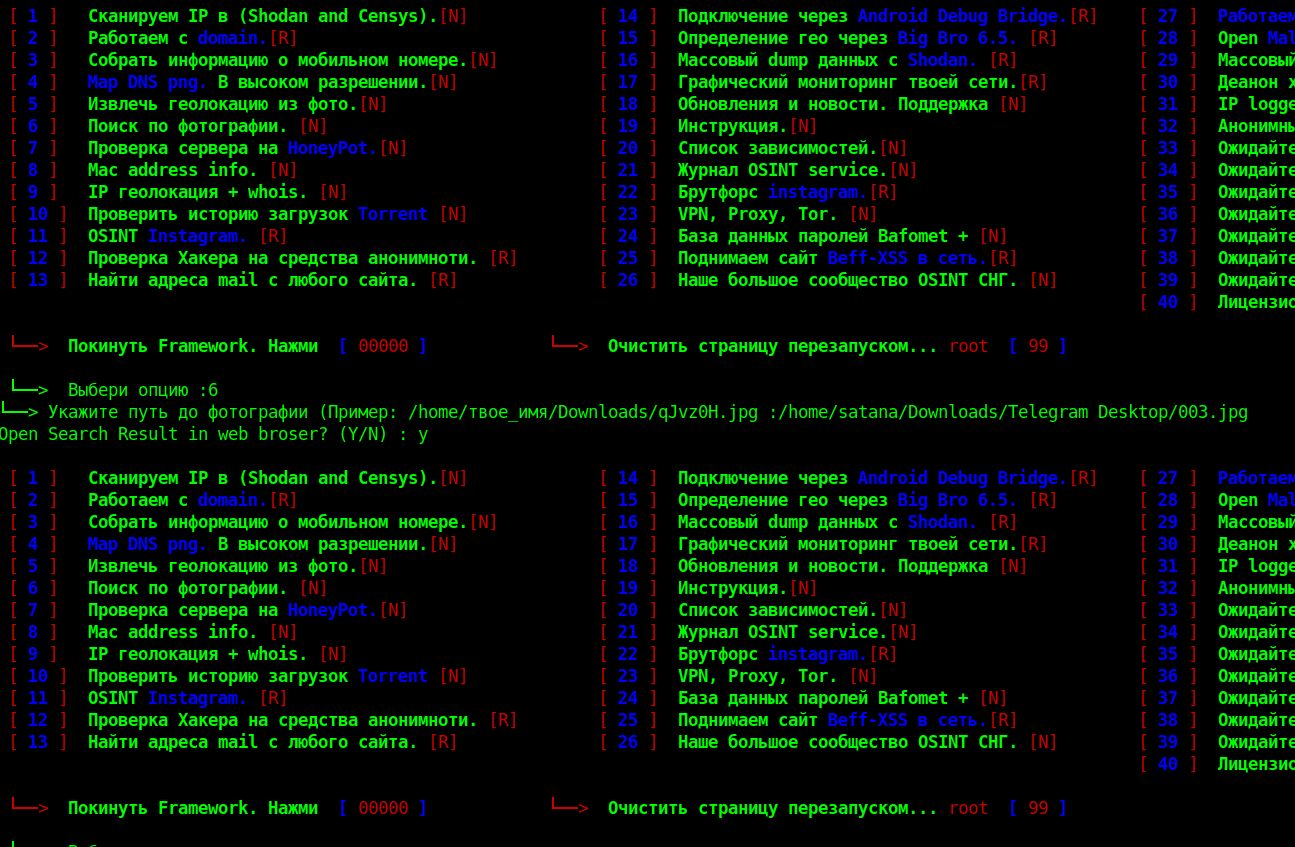 [ 1 ] Сканируем IP в (Shodan and Censys).[N] [ 14 ] Подключение через Android Debug Bridge.[R] [ 27 ] Работаем
[ 2 ] Работаем с domain.[R] [ 15 ] Определение гео через Big Bro 6.5. [R] [ 28 ] Open Mal
[ 3 ] Собрать информацию о мобильном номере.[N] [ 16 ] Массовый dump данных с Shodan. [R] [ 29 ] Массовый
[ 4 ] Map DNS png. В высоком разрешении.[N] [ 17 ] Графический мониторинг твоей сети.[R] [ 30 ] Деанон х
[ 5 ] Извлечь геолокацию из фото.[N] [ 18 ] Обновления и новости. Поддержка [N] [ 31 ] IP logge
[ 6 ] Поиск по фотографии. [N] [ 19 ] Инструкция.[N] [ 32 ] Анонимны
[ 7 ] Проверка сервера на HoneyPot.[N] [ 20 ] Список зависимостей.[N] [ 33 ] Ожидайте
[ 8 ] Mac address info. [N] [ 21 ] Журнал OSINT service.[N] [ 34 ] Ожидайте
[ 9 ] IP геолокация + whois. [N] [ 22 ] Брутфорс instagram.[R] [ 35 ] Ожидайте
[ 10 ] Проверить историю загрузок Torrent [N] [ 23 ] VPN, Proxy, Tor. [N] [ 36 ] Ожидайте
[ 11 ] OSINT Instagram. [R] [ 24 ] База данных паролей Bafomet + [N] [ 37 ] Ожидайте
[ 12 ] Проверка Хакера на средства анонимноти. [R] [ 25 ] Поднимаем сайт Beff-XSS в сеть.[R] [ 38 ] Ожидайте
[ 13 ] Найти адреса mail с любого сайта. [R] [ 26 ] Наше большое сообщество OSINT СНГ. [N] [ 39 ] Ожидайте
[ 40 ] Лицензио
└──> Покинуть Framework. Нажми [ 00000 ] └──> Очистить страницу перезапуском... root [ 99 ]
└──> Выбери опцию :6
└──> Укажите путь до фотографии (Пример: /home/твое_имя/Downloads/qJvz0H.jpg :/home/satana/Downloads/Telegram Desktop/003.jpg
Open Search Result in web broser? (Y/N) : y
[ 1 ] Сканируем IP в (Shodan and Censys).[N] [ 14 ] Подключение через Android Debug Bridge.[R] [ 27 ] Работаем
[ 2 ] Работаем с domain.[R] [ 15 ] Определение гео через Big Bro 6.5. [R] [ 28 ] Open Mal
[ 3 ] Собрать информацию о мобильном номере.[N] [ 16 ] Массовый dump данных с Shodan. [R] [ 29 ] Массовый
[ 4 ] Map DNS png. В высоком разрешении.[N] [ 17 ] Графический мониторинг твоей сети.[R] [ 30 ] Деанон х
[ 5 ] Извлечь геолокацию из фото.[N] [ 18 ] Обновления и новости. Поддержка [N] [ 31 ] IP logge
[ 6 ] Поиск по фотографии. [N] [ 19 ] Инструкция.[N] [ 32 ] Анонимны
[ 7 ] Проверка сервера на HoneyPot.[N] [ 20 ] Список зависимостей.[N] [ 33 ] Ожидайте
[ 8 ] Mac address info. [N] [ 21 ] Журнал OSINT service.[N] [ 34 ] Ожидайте
[ 9 ] IP геолокация + whois. [N] [ 22 ] Брутфорс instagram.[R] [ 35 ] Ожидайте
[ 10 ] Проверить историю загрузок Torrent [N] [ 23 ] VPN, Proxy, Tor. [N] [ 36 ] Ожидайте
[ 11 ] OSINT Instagram. [R] [ 24 ] База данных паролей Bafomet + [N] [ 37 ] Ожидайте
[ 12 ] Проверка Хакера на средства анонимноти. [R] [ 25 ] Поднимаем сайт Beff-XSS в сеть.[R] [ 38 ] Ожидайте
[ 13 ] Найти адреса mail с любого сайта. [R] [ 26 ] Наше большое сообщество OSINT СНГ. [N] [ 39 ] Ожидайте
[ 40 ] Лицензио
└──> Покинуть Framework. Нажми [ 00000 ] └──> Очистить страницу перезапуском... root [ 99 ]